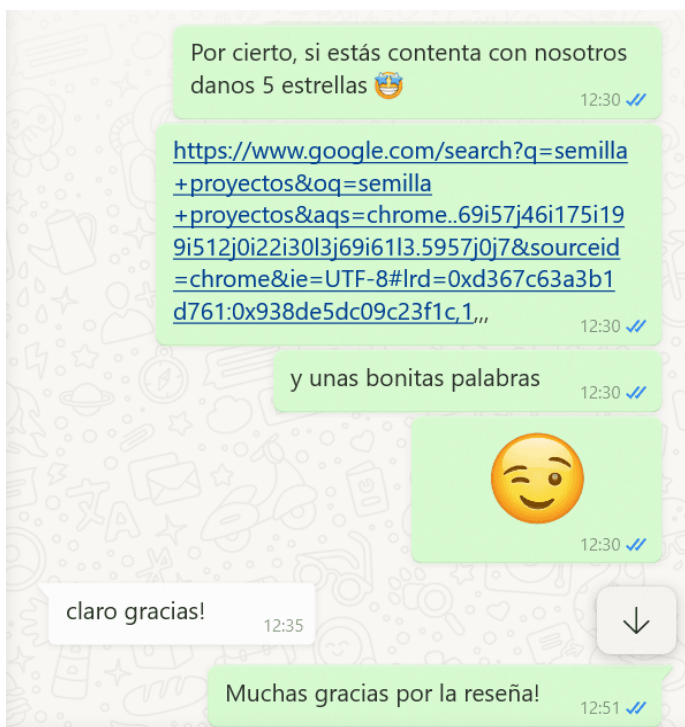 Por cierto, si estás contenta con nosotros
danos 5 estrellas 🤩
12:30
https://www.google.com/search?q=semilla
+proyectos&oq=semilla
+proyectos&aqs=chrome..69i57j46i175i19
9i512j0i22i30l3j69i61l3.5957j0j7&sourceid
=chrome&ie=UTF-8#lrd=0xd367c63a3b1
d761:0x938de5dc09c23f1c,1,,,
12:30
y unas bonitas palabras
12:30
😉
12:30
claro gracias!
12:35
Muchas gracias por la reseña!
12:51